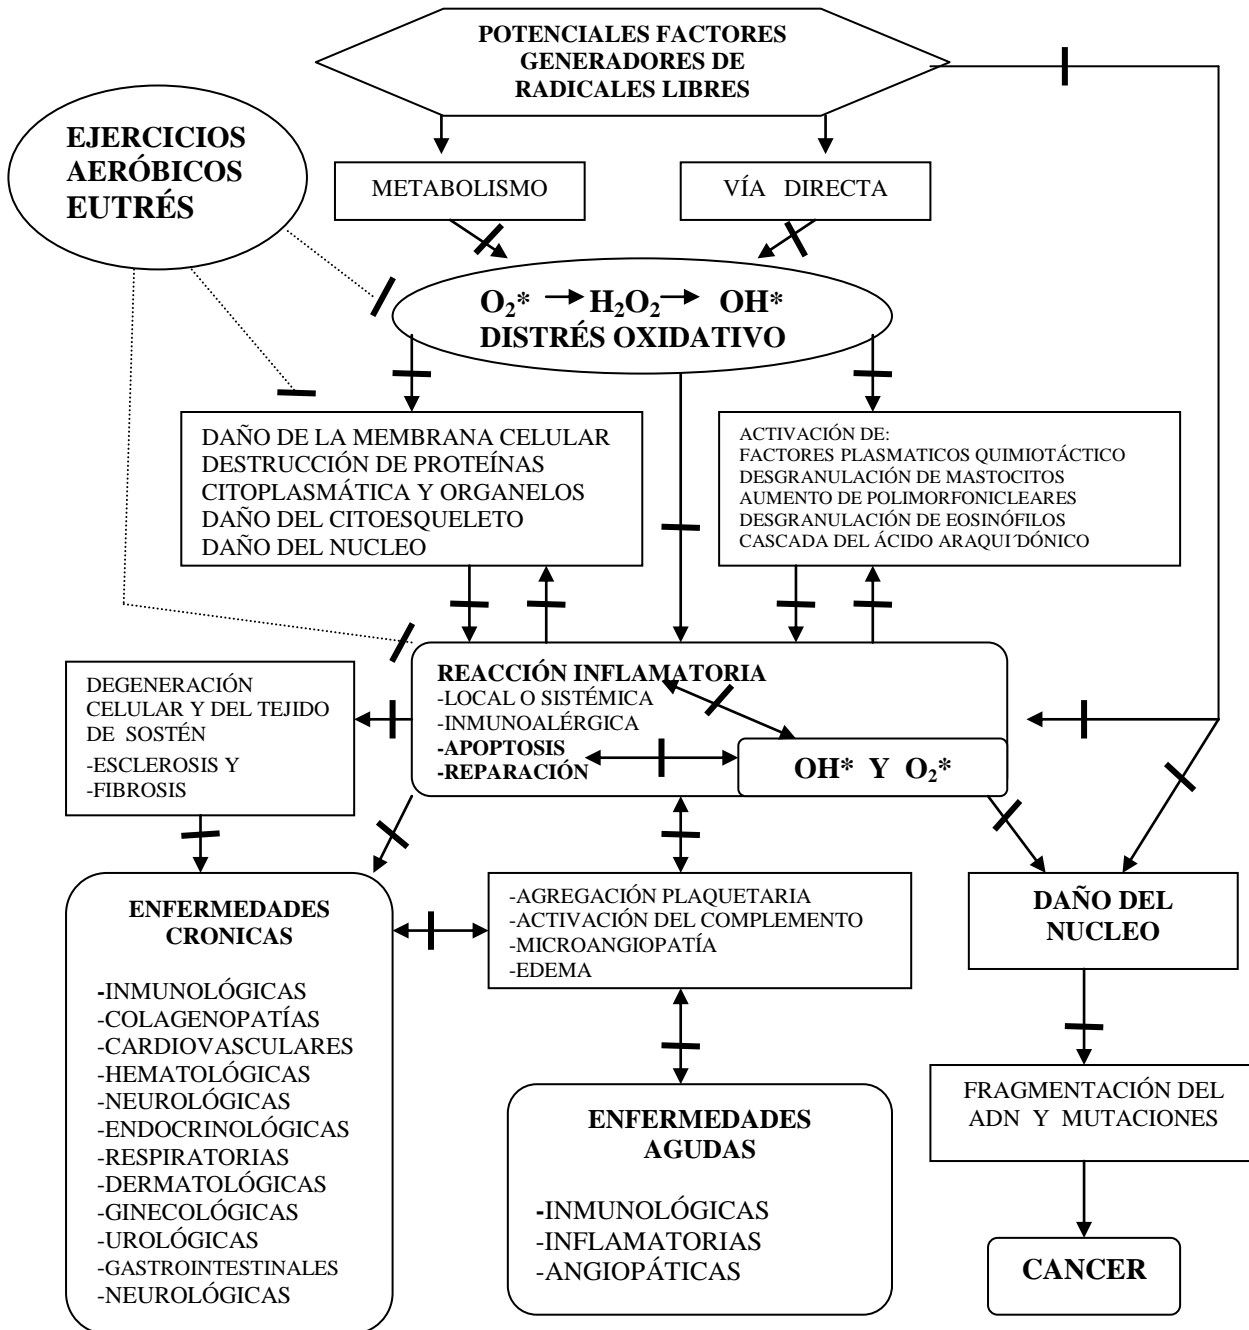 POTENCIALES FACTORES
GENERADORES DE
RADICALES LIBRES
EJERCICIOS
AERÓBICOS
EUTRÉS
METABOLISMO
VÍA DIRECTA
O₂* → H₂O₂ → OH*
DISTRÉS OXIDATIVO
DAÑO DE LA MEMBRANA CELULAR
DESTRUCCIÓN DE PROTEÍNAS
CITOPLASMÁTICA Y ORGANELOS
DAÑO DEL CITOESQUELETO
DAÑO DEL NUCLEO
ACTIVACIÓN DE:
FACTORES PLASMATICOS QUIMIOTÁCTICO
DESGRANULACIÓN DE MASTOCITOS
AUMENTO DE POLIMORFONICLEARES
DESGRANULACIÓN DE EOSINÓFILOS
CASCADA DEL ÁCIDO ARAQUI´DÓNICO
REACCIÓN INFLAMATORIA
-LOCAL O SISTÉMICA
-INMUNOALÉRGICA
-APOPTOSIS
-REPARACIÓN
OH* Y O₂*
DEGENERACIÓN
CELULAR Y DEL TEJIDO
DE SOSTÉN
-ESCLEROSIS Y
-FIBROSIS
ENFERMEDADES
CRONICAS
-INMUNOLÓGICAS
-COLAGENOPATÍAS
-CARDIOVASCULARES
-HEMATOLÓGICAS
-NEUROLÓGICAS
-ENDOCRINOLÓGICAS
-RESPIRATORIAS
-DERMATOLÓGICAS
-GINECOLÓGICAS
-UROLÓGICAS
-GASTROINTESTINALES
-NEUROLÓGICAS
-AGREGACIÓN PLAQUETARIA
-ACTIVACIÓN DEL COMPLEMENTO
-MICROANGIOPATÍA
-EDEMA
ENFERMEDADES
AGUDAS
-INMUNOLÓGICAS
-INFLAMATORIAS
-ANGIOPÁTICAS
DAÑO DEL
NUCLEO
FRAGMENTACIÓN DEL
ADN Y MUTACIONES
CANCER